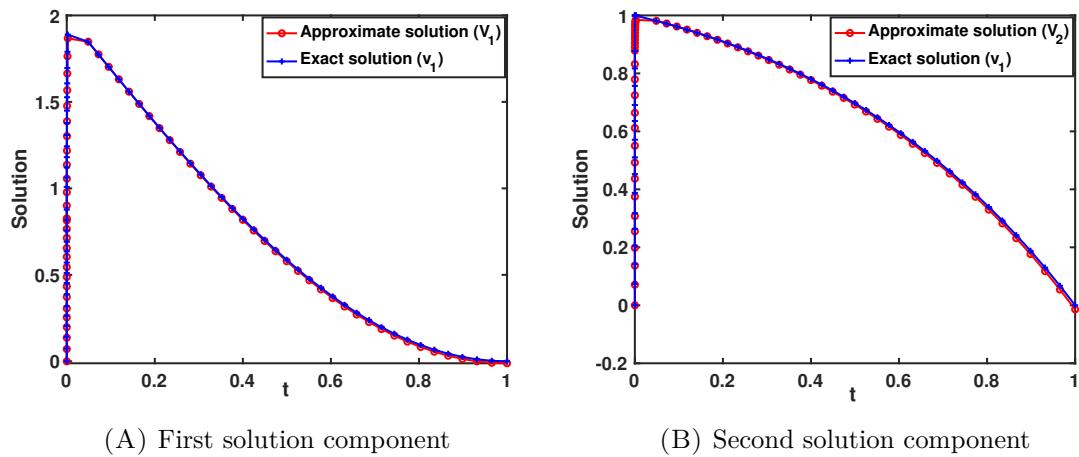 2
1.5
1
0.5
0
Solution
0 0.2 0.4 0.6 0.8 1
t
Approximate solution (V1)
Exact solution (v1)
(A) First solution component
1
0.8
0.6
0.4
0.2
0
-0.2
Solution
0 0.2 0.4 0.6 0.8 1
t
Approximate solution (V2)
Exact solution (v1)
(B) Second solution component